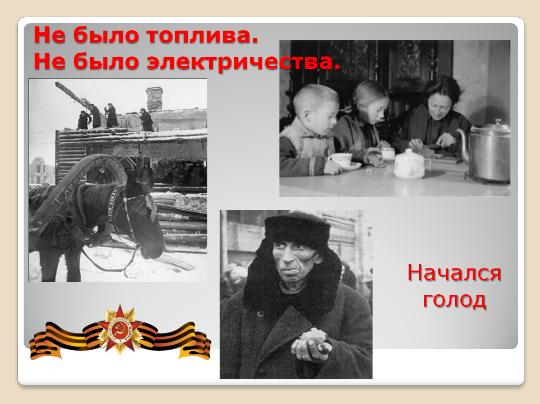 Не было топлива.
Не было электричества.
Начался
голод